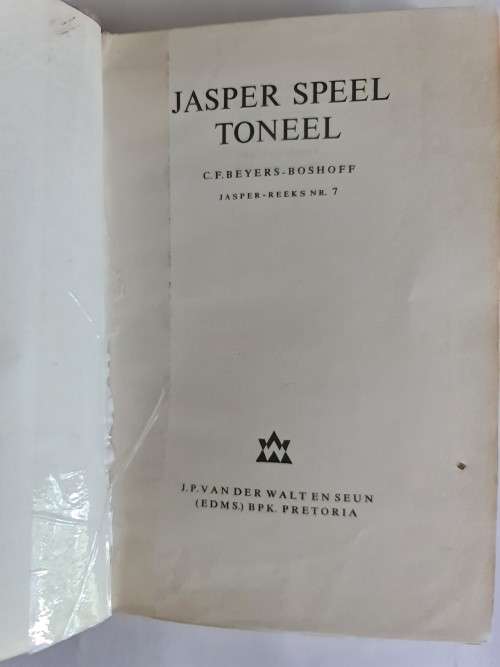 JASPER SPEEL
TONEEL
C.F.BEYERS-BOSHOFF
JASPER-REEKS NR. 7
J.P.VAN DER WALT EN SEUN
(EDMS.) BPK. PRETORIA